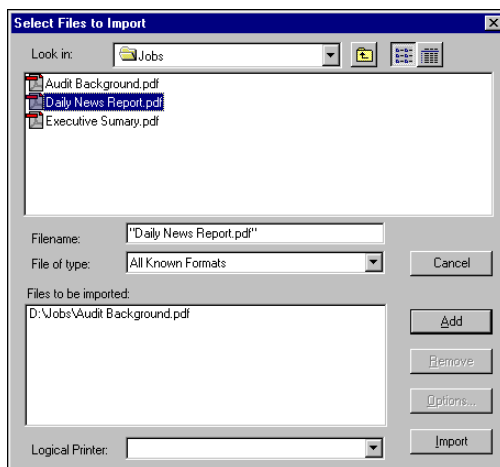 Select Files to Import
Look in: Jobs
Audit Background.pdf
Daily News Report.pdf
Executive Sumary.pdf
Filename: "Daily News Report.pdf"
File of type: All Known Formats
Cancel
Files to be imported:
D:\Jobs\Audit Background.pdf
Add
Remove
Options...
Logical Printer:
Import